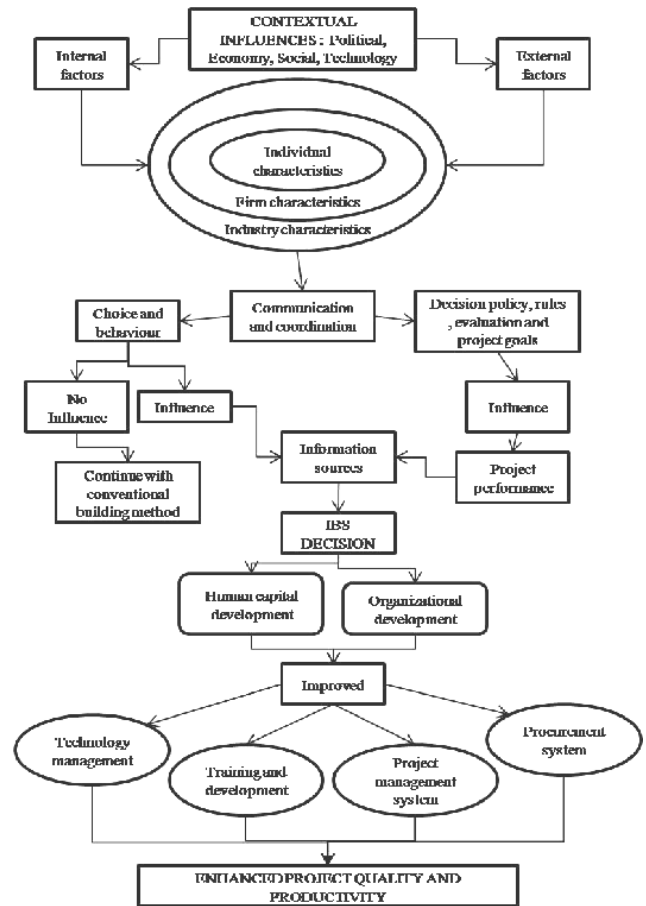 CONTEXTUAL
INFLUENCES : Political,
Economy, Social, Technology
Internal
factors
External
factors
Individual
characteristics
Firm characteristics
Industry characteristics
Choice and
behaviour
Communication
and coordination
Decision policy, rules
, evaluation and
project goals
No
Influence
Influence
Influence
Continue with
conventional
building method
Information
sources
Project
performance
IBS
DECISION
Human capital
development
Organizational
development
Improved
Technology
management
Training and
development
Project
management
system
Procurement
system
ENHANCED PROJECT QUALITY AND
PRODUCTIVITY